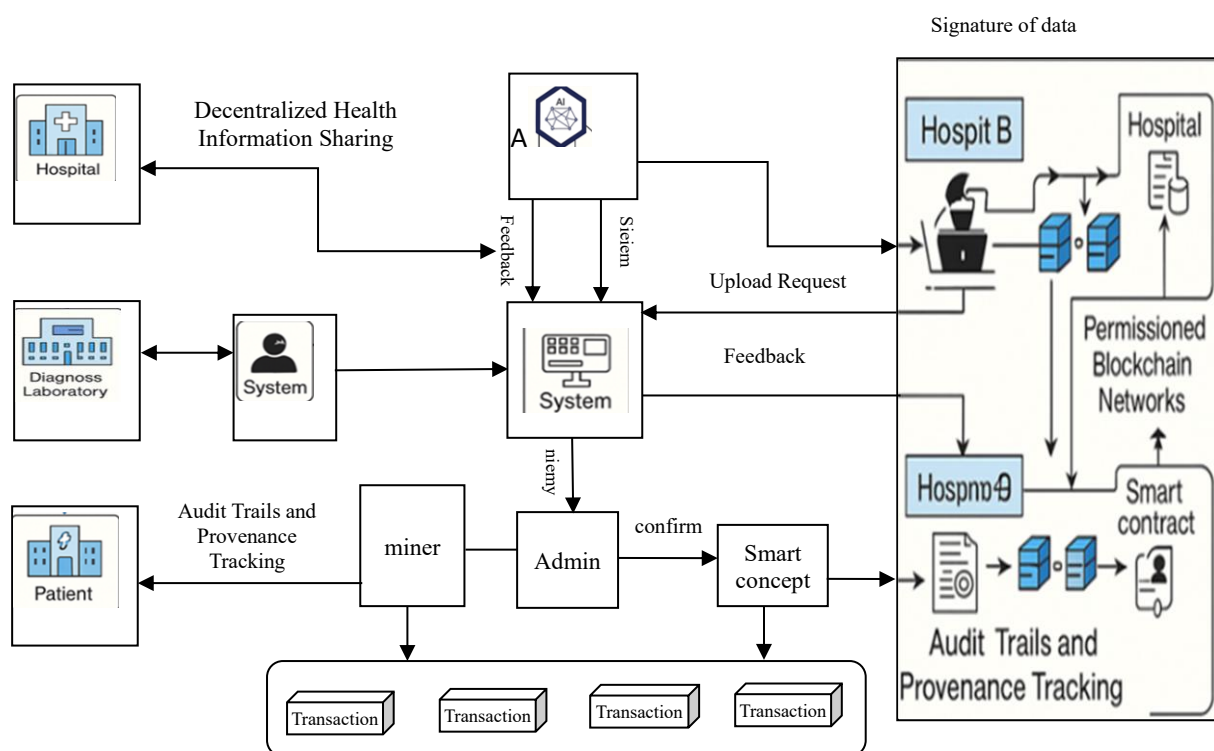 Signature of data
Hospital
Decentralized Health
Information Sharing
AI
A
Feedback
Sieiem
Hospit B
Hospital
Upload Request
Feedback
Permissioned
Blockchain
Networks
Diagnoss
Laboratory
System
System
niemy
Patient
Audit Trails and
Provenance
Tracking
miner
Admin
confirm
Smart
concept
Smart
contract
Audit Trails and
Provenance Tracking
Transaction
Transaction
Transaction
Transaction